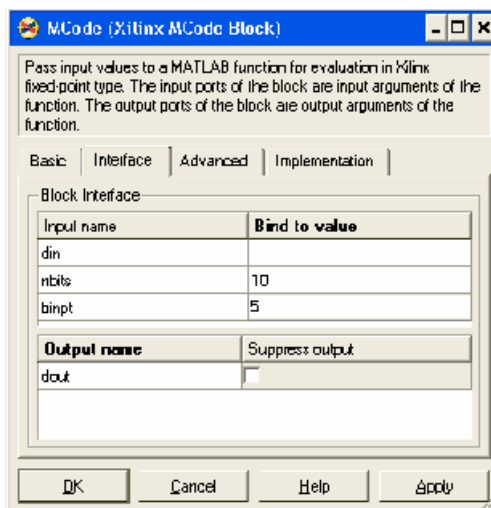 MCode (Xilinx MCode Block)
Pass input values to a MATLAB function for evaluation in Xilinx
fixed-point type. The input ports of the block are input arguments of the
function. The output ports of the block are output arguments of the
function.
Basic Interface Advanced Implementation
Block Interface
Input name Bind to value
din
nbits 10
binpt 5
Output name Suppress output
dout
OK Cancel Help Apply